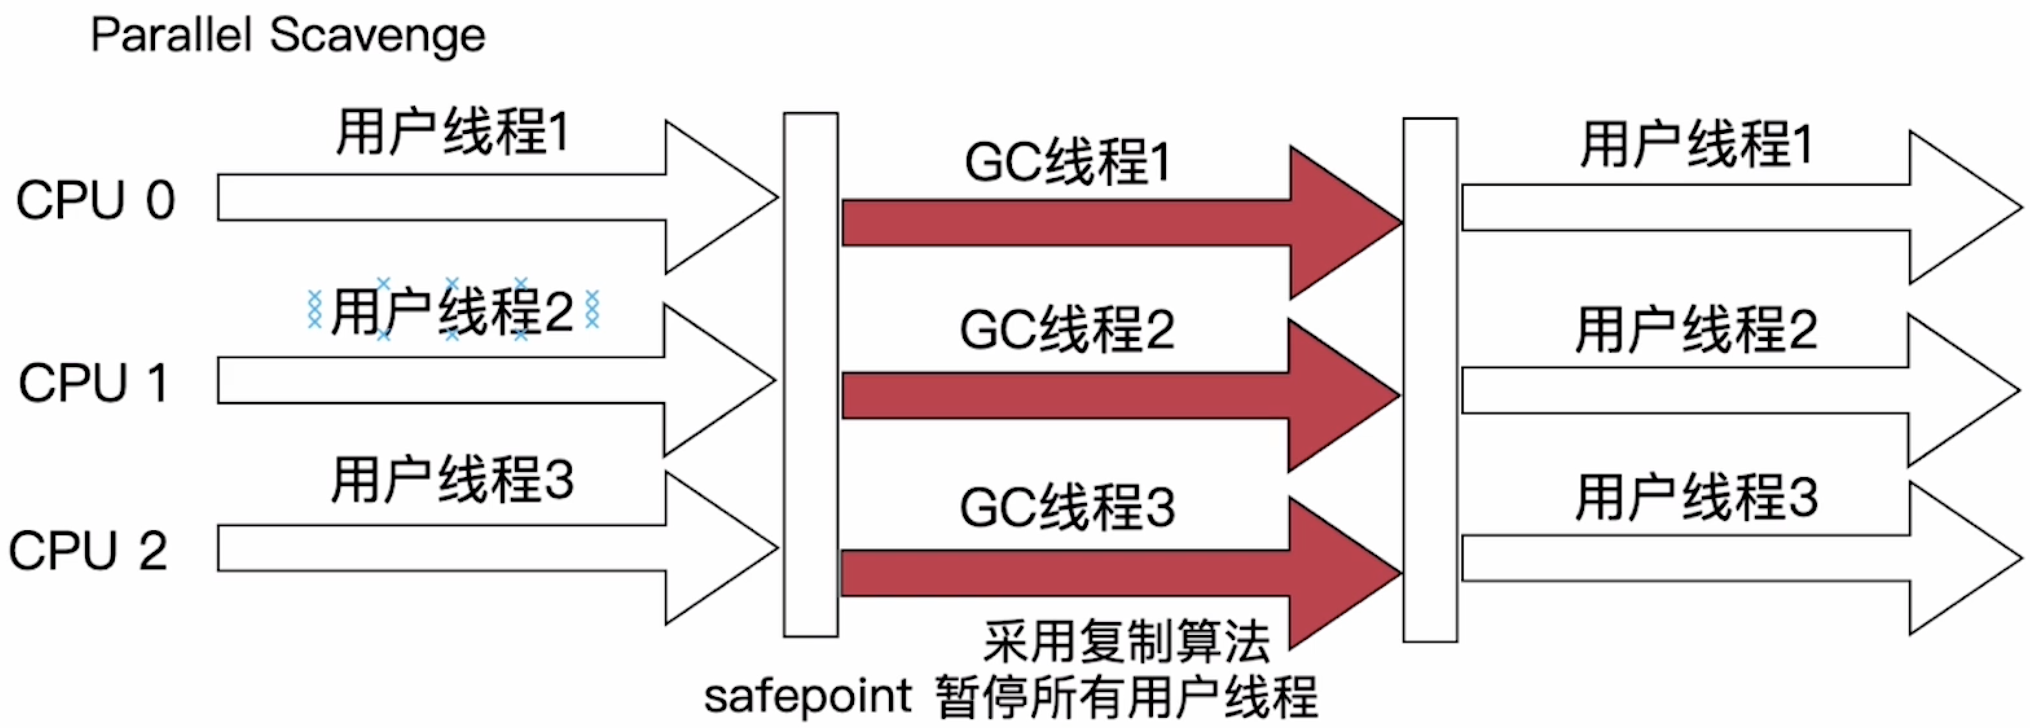 Parallel Scavenge
用户线程1
GC线程1
用户线程1
CPU 0
用户线程2
GC线程2
用户线程2
CPU 1
用户线程3
GC线程3
用户线程3
CPU 2
采用复制算法
safepoint 暂停所有用户线程